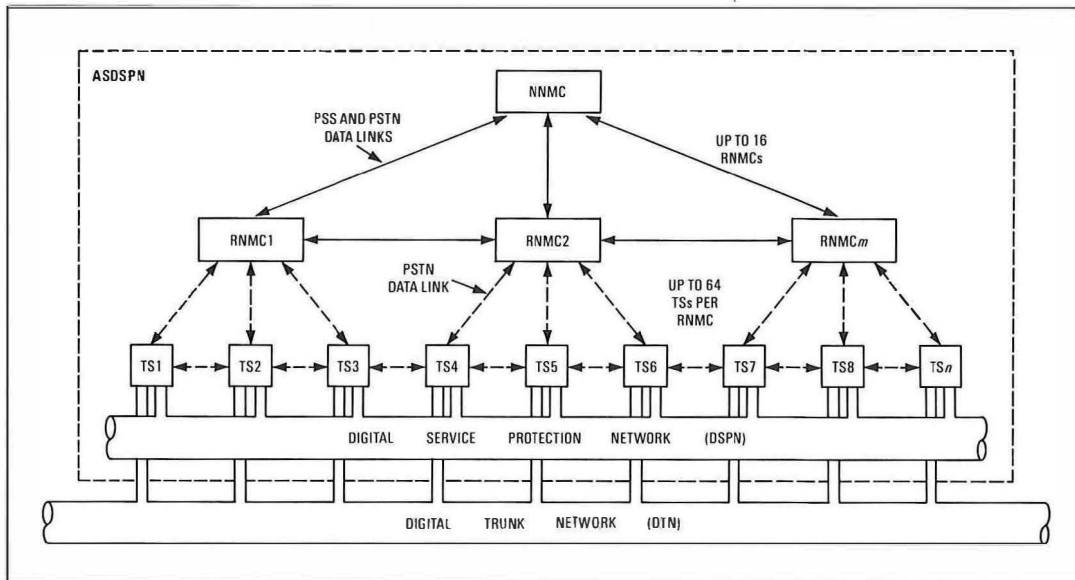 ASDSPN
NNMC
PSS AND PSTN
DATA LINKS
UP TO 16
RNMCs
RNMC1
RNMC2
RNMCm
PSTN
DATA LINK
UP TO 64
TSs PER
RNMC
TS1
TS2
TS3
TS4
TS5
TS6
TS7
TS8
TSn
DIGITAL SERVICE PROTECTION NETWORK (DSPN)
DIGITAL TRUNK NETWORK (DTN)